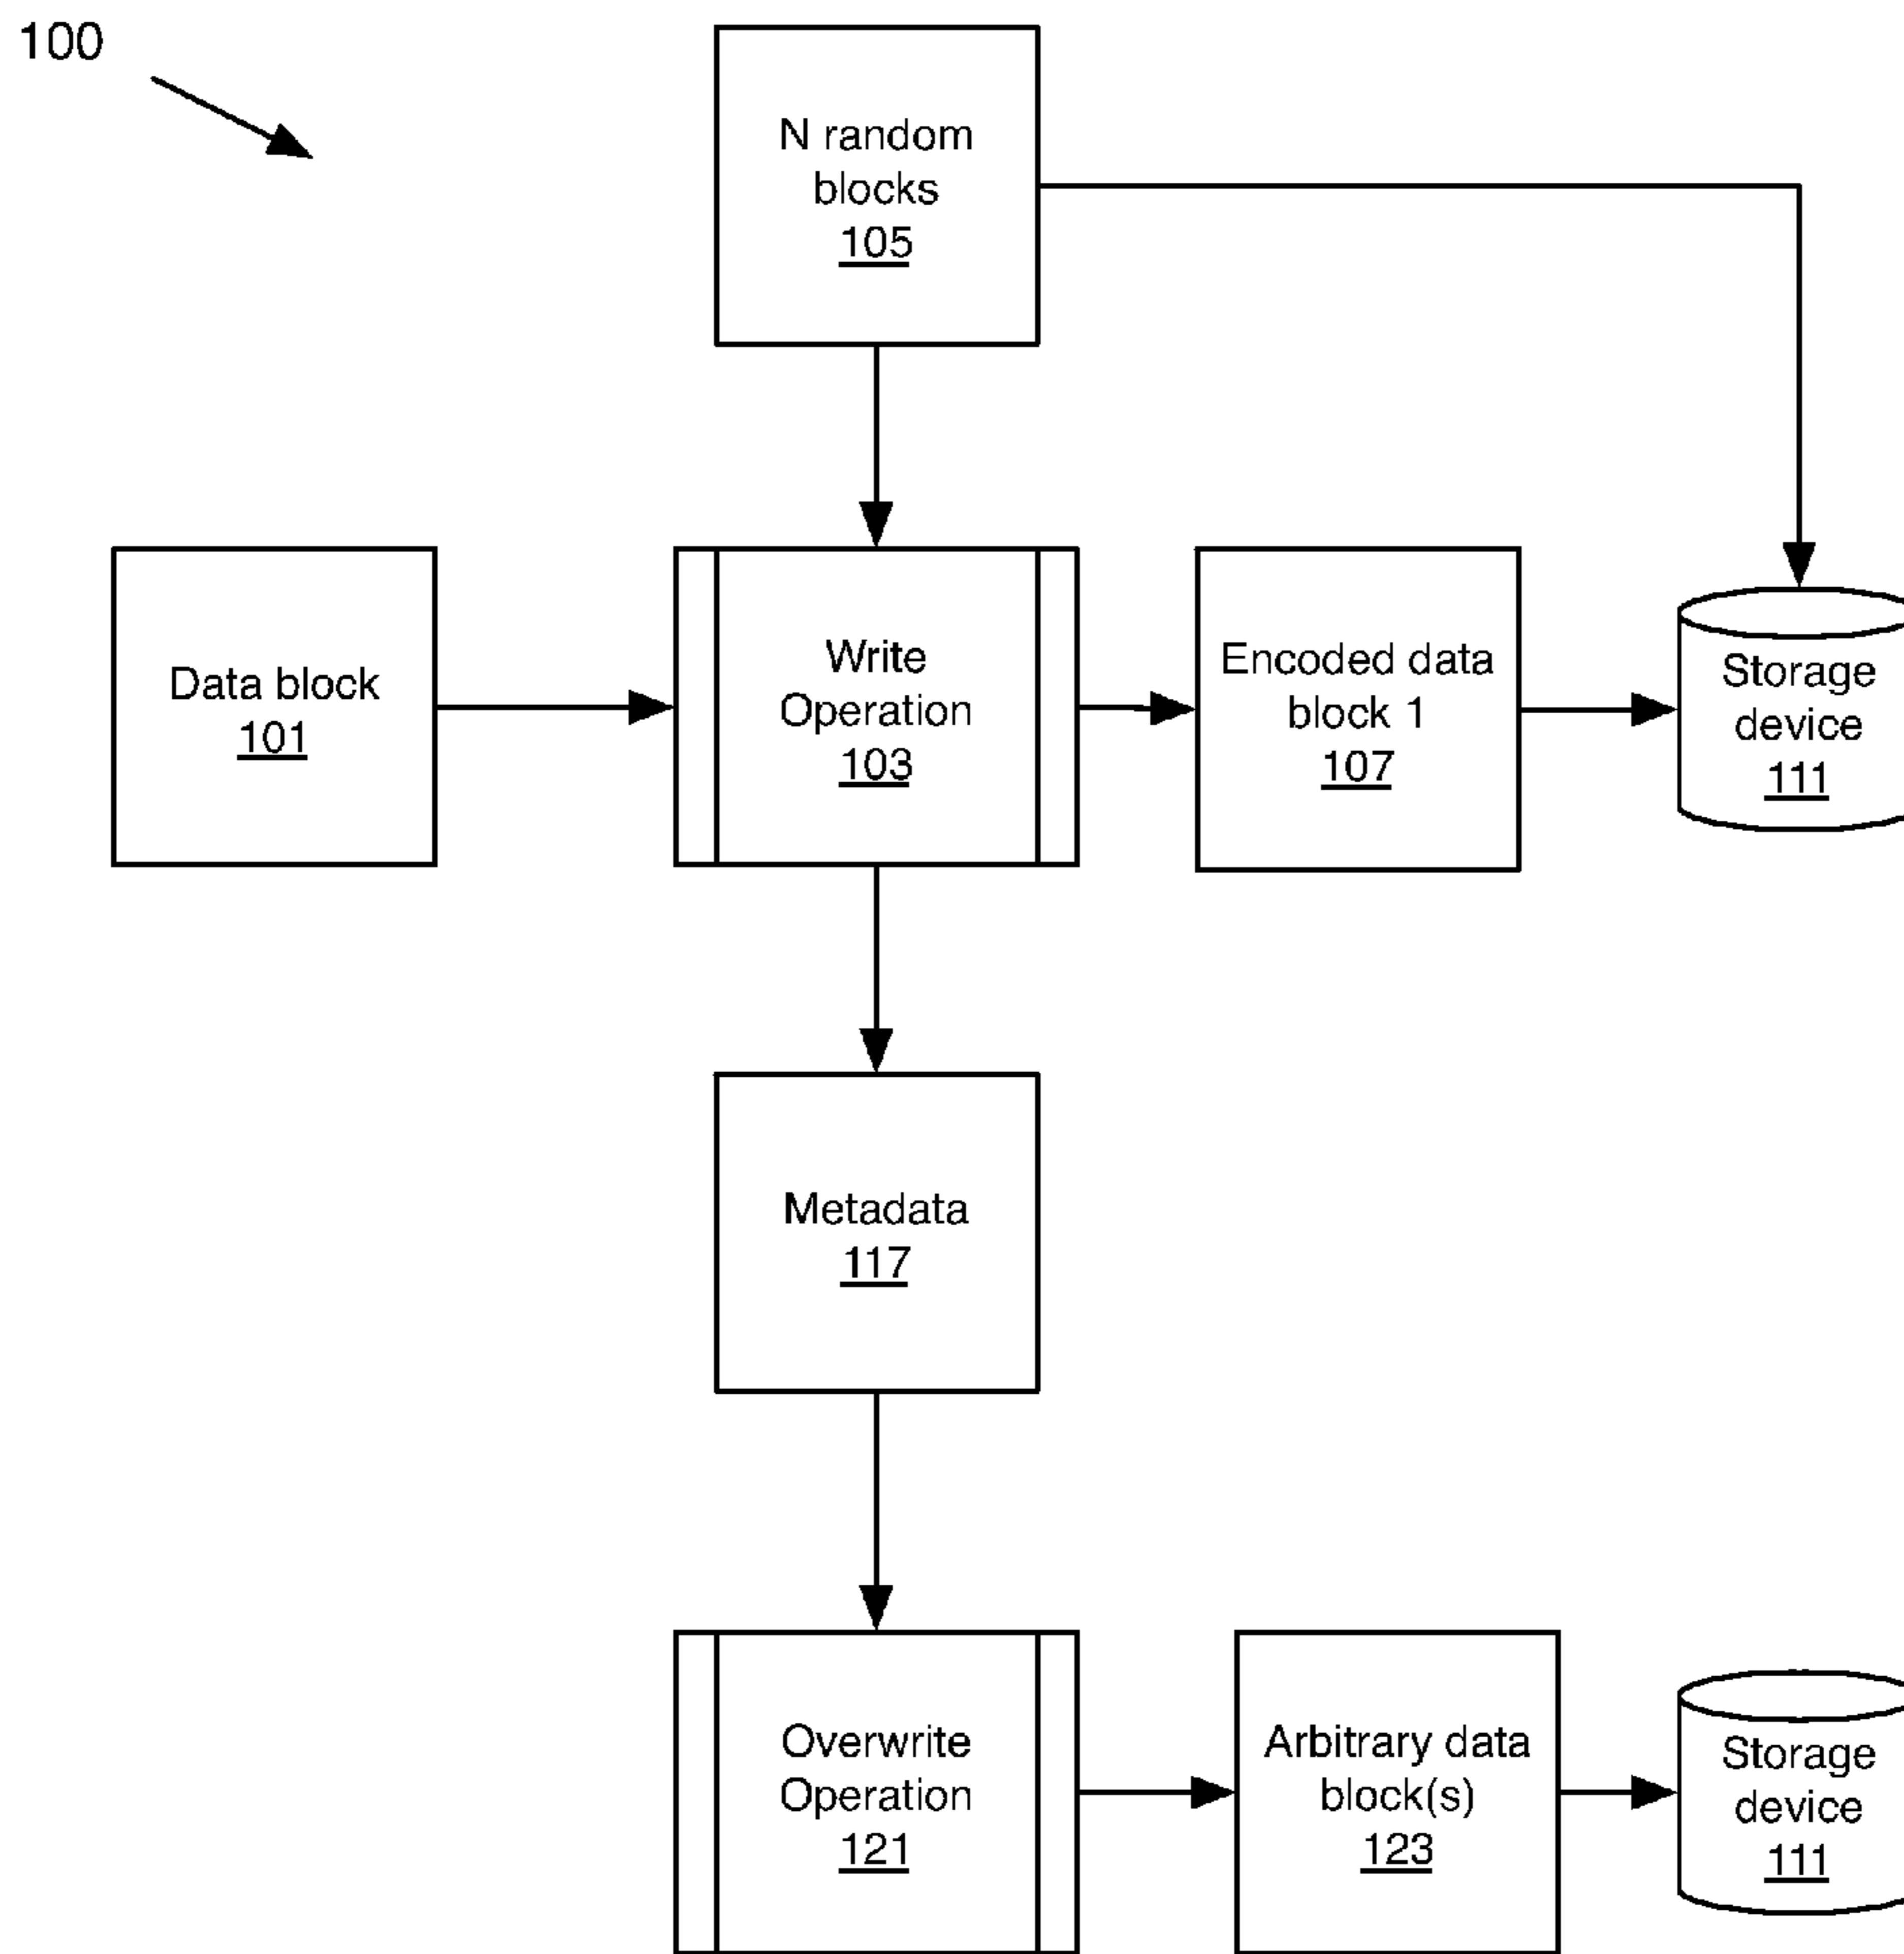 100
N random
blocks
105
Data block
101
Write
Operation
103
Encoded data
block 1
107
Storage
device
111
Metadata
117
Overwrite
Operation
121
Arbitrary data
block(s)
123
Storage
device
111